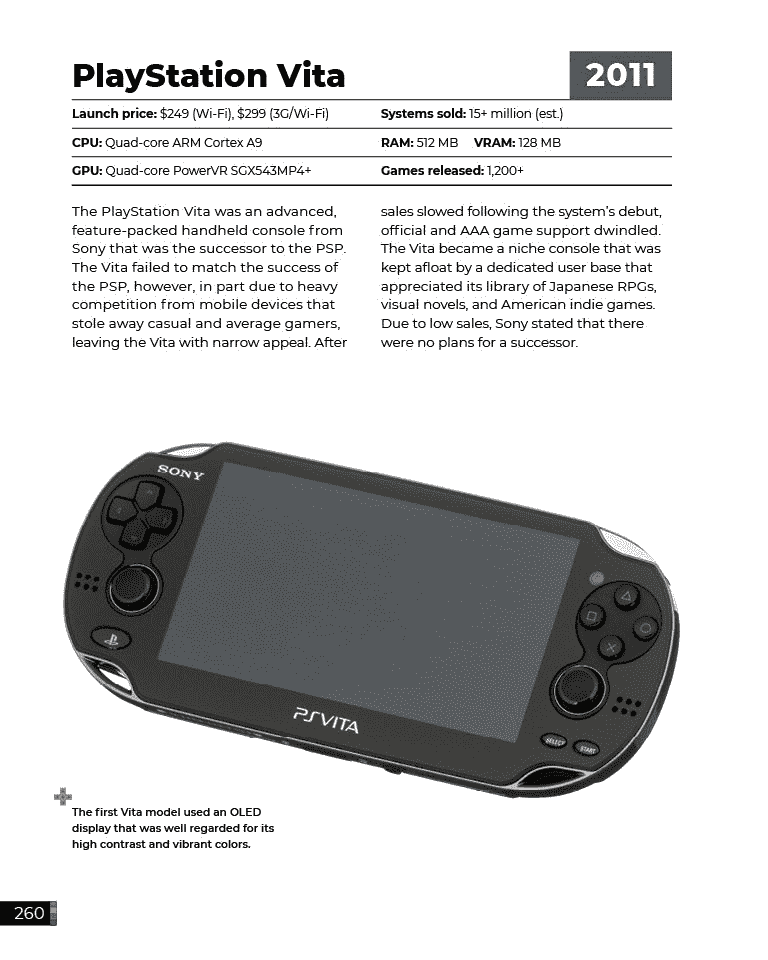 PlayStation Vita
2011
Launch price: $249 (Wi-Fi), $299 (3G/Wi-Fi)
Systems sold: 15+ million (est.)
CPU: Quad-core ARM Cortex A9
RAM: 512 MB VRAM: 128 MB
GPU: Quad-core PowerVR SGX543MP4+
Games released: 1,200+
The PlayStation Vita was an advanced,
feature-packed handheld console from
Sony that was the successor to the PSP.
The Vita failed to match the success of
the PSP, however, in part due to heavy
competition from mobile devices that
stole away casual and average gamers,
leaving the Vita with narrow appeal. After
sales slowed following the system's debut,
official and AAA game support dwindled.
The Vita became a niche console that was
kept afloat by a dedicated user base that
appreciated its library of Japanese RPGs,
visual novels, and American indie games.
Due to low sales, Sony stated that there
were no plans for a successor.
SONY
PSVITA
SELECT
START
The first Vita model used an OLED
display that was well regarded for its
high contrast and vibrant colors.
260